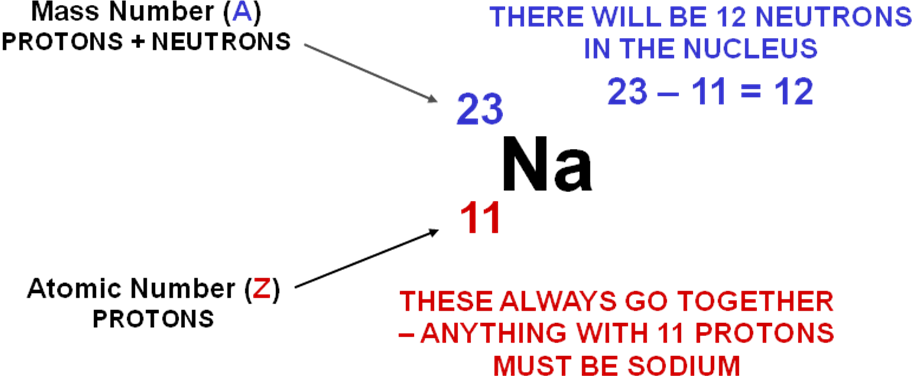 Mass Number (A)
PROTONS + NEUTRONS
THERE WILL BE 12 NEUTRONS
IN THE NUCLEUS
23 – 11 = 12
23
Na
11
Atomic Number (Z)
PROTONS
THESE ALWAYS GO TOGETHER
– ANYTHING WITH 11 PROTONS
MUST BE SODIUM